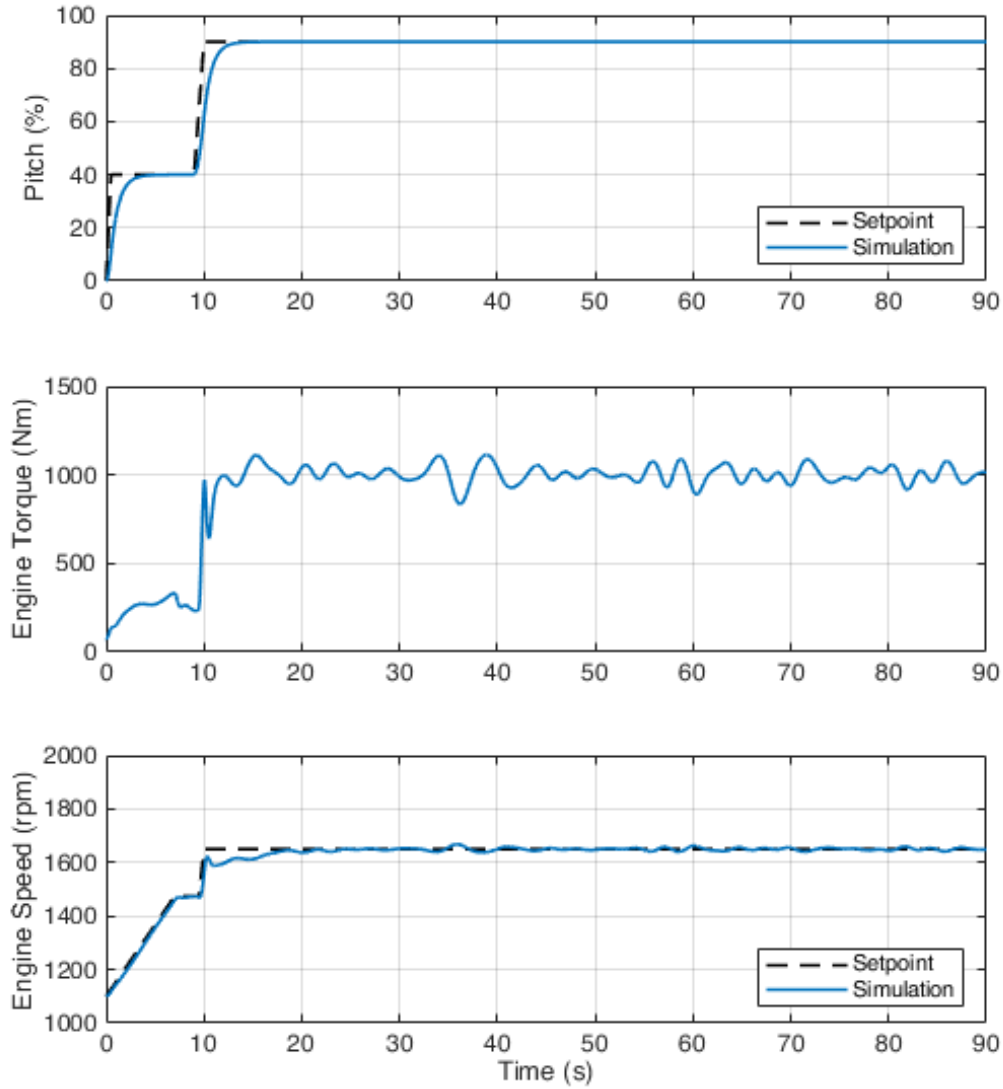 Pitch (%)
100
80
60
40
20
0
0 10 20 30 40 50 60 70 80 90
Setpoint
Simulation
Engine Torque (Nm)
1500
1000
500
0
0 10 20 30 40 50 60 70 80 90
Engine Speed (rpm)
2000
1800
1600
1400
1200
1000
Setpoint
Simulation
0 10 20 30 40 50 60 70 80 90
Time (s)